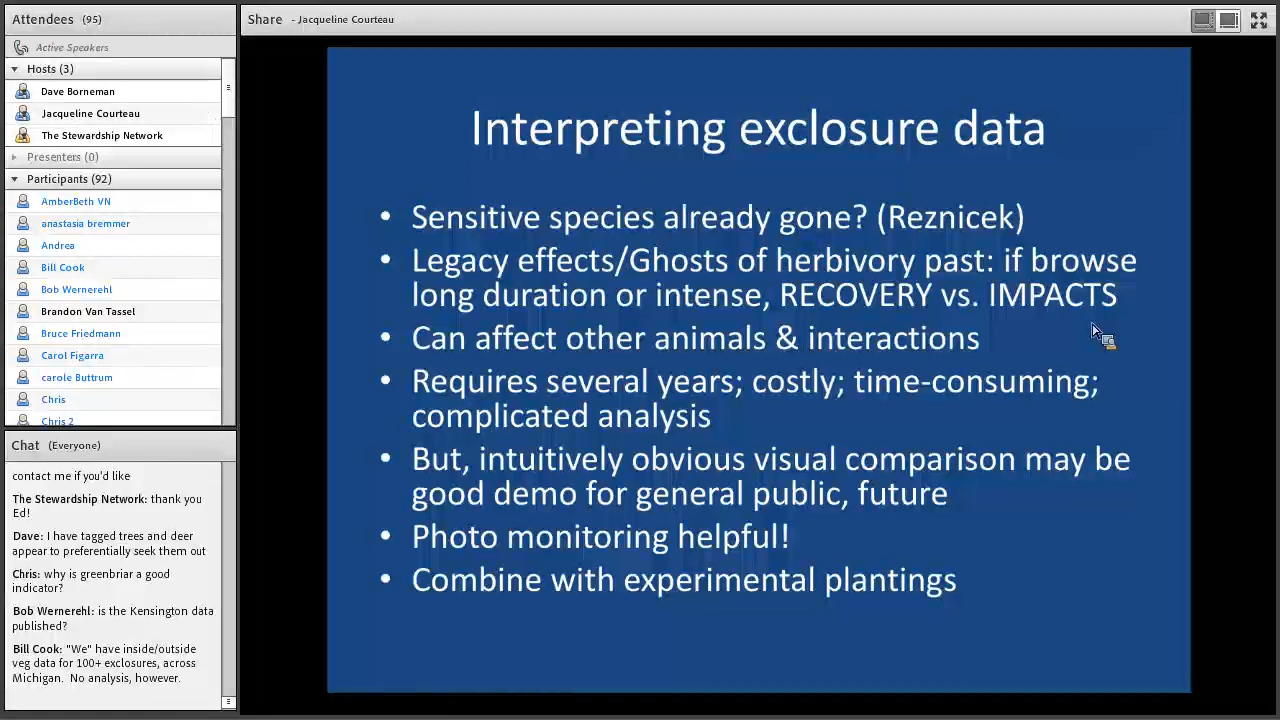 Attendees (95)
Active Speakers
Hosts (3)
Dave Borneman
Jacqueline Courteau
The Stewardship Network
Presenters (0)
Participants (92)
AmberBeth VN
anastasia bremmer
Andrea
Bill Cook
Bob Wernerehl
Brandon Van Tassel
Bruce Friedmann
Carol Figarra
carole Buttrum
Chris
Chris 2
Chat (Everyone)
contact me if you'd like
The Stewardship Network: thank you
Ed!
Dave: I have tagged trees and deer
appear to preferentially seek them out
Chris: why is greenbriar a good
indicator?
Bob Wernerehl: is the Kensington data
published?
Bill Cook: "We" have inside/outside
veg data for 100+ exclosures, across
Michigan. No analysis, however.
Share - Jacqueline Courteau
Interpreting exclosure data
• Sensitive species already gone? (Reznicek)
• Legacy effects/Ghosts of herbivory past: if browse
long duration or intense, RECOVERY vs. IMPACTS
• Can affect other animals & interactions
• Requires several years; costly; time-consuming;
complicated analysis
• But, intuitively obvious visual comparison may be
good demo for general public, future
• Photo monitoring helpful!
• Combine with experimental plantings